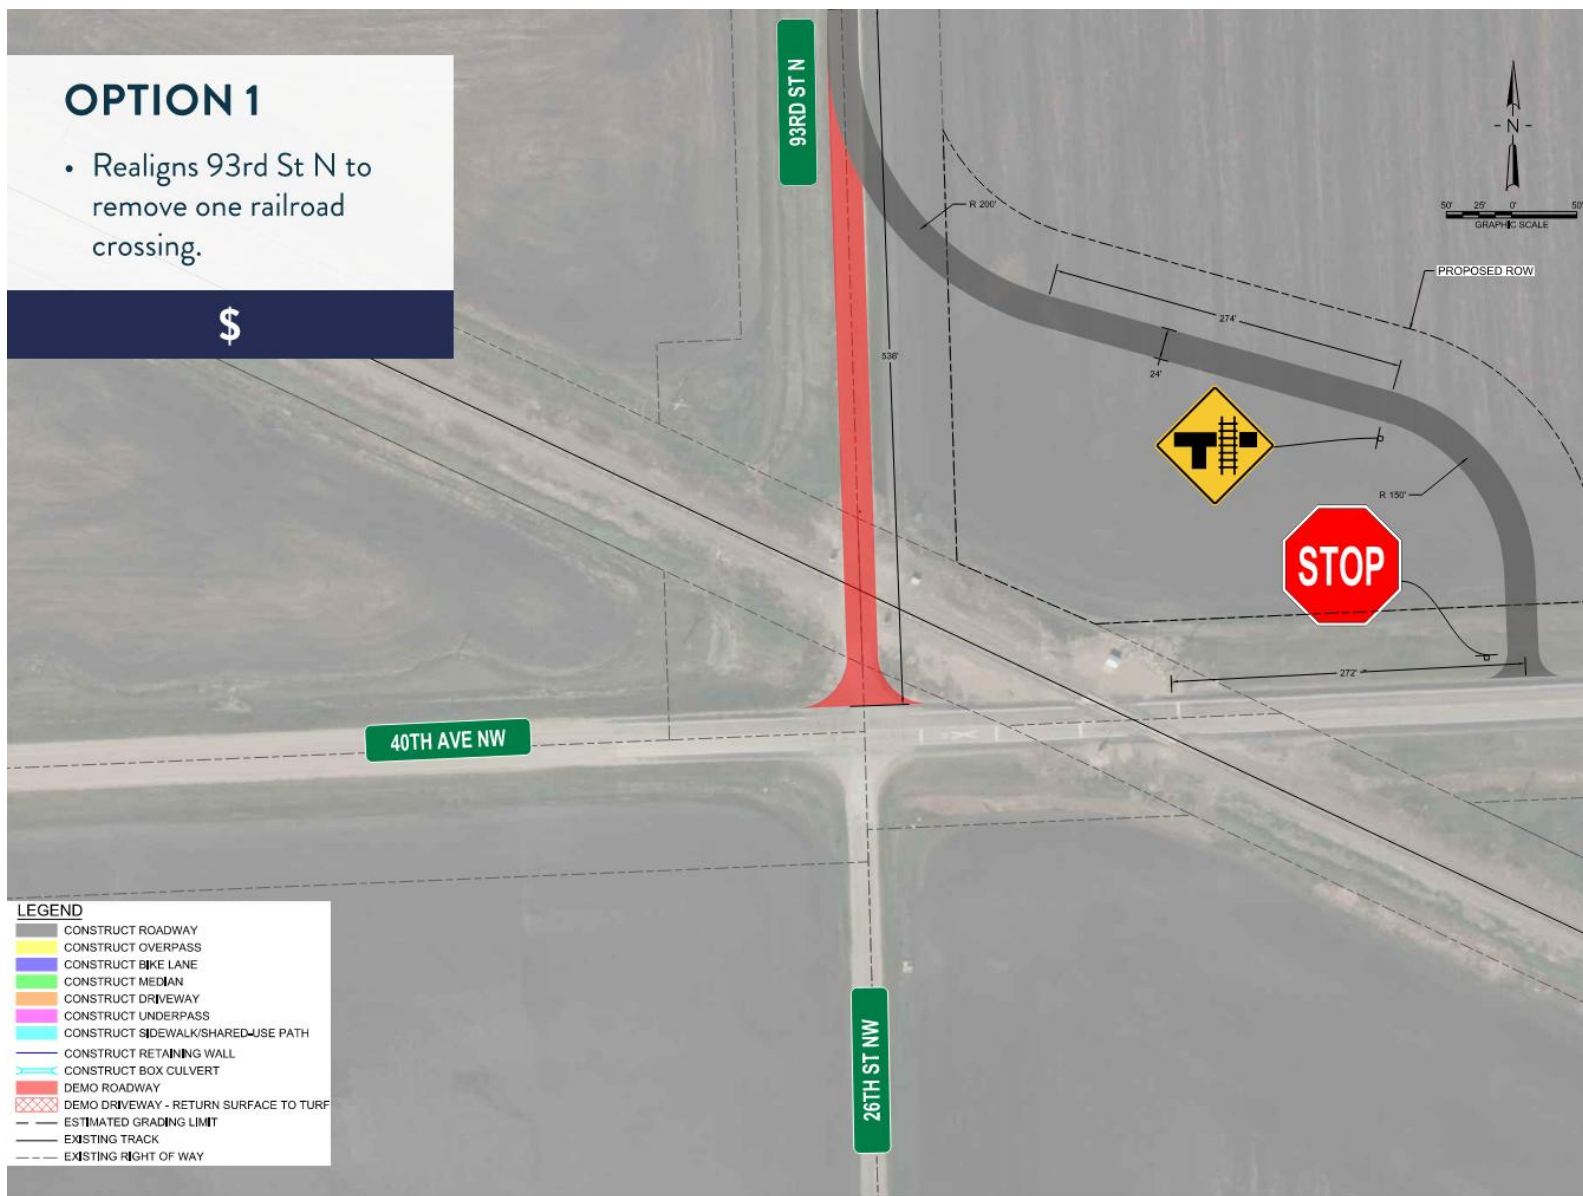 OPTION 1
• Realigns 93rd St N to
remove one railroad
crossing.
$
93RD ST N
- N -
50' 25' 0' 50'
GRAPHIC SCALE
R 200'
PROPOSED ROW
274'
536'
24'
R 150'
STOP
272'
40TH AVE NW
26TH ST NW
LEGEND
CONSTRUCT ROADWAY
CONSTRUCT OVERPASS
CONSTRUCT BIKE LANE
CONSTRUCT MEDIAN
CONSTRUCT DRIVEWAY
CONSTRUCT UNDERPASS
CONSTRUCT SIDEWALK/SHARED-USE PATH
CONSTRUCT RETAINING WALL
CONSTRUCT BOX CULVERT
DEMO ROADWAY
DEMO DRIVEWAY - RETURN SURFACE TO TURF
ESTIMATED GRADING LIMIT
EXISTING TRACK
EXISTING RIGHT OF WAY